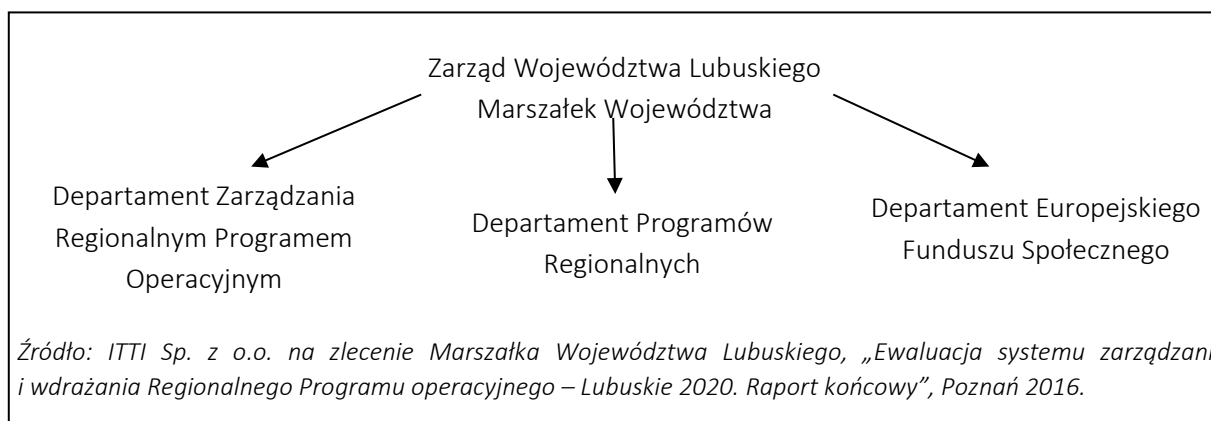 Zarząd Województwa Lubuskiego
Marszałek Województwa
Departament Zarządzania
Regionalnym Programem
Operacyjnym
Departament Programów
Regionalnych
Departament Europejskiego
Funduszu Społecznego
Źródło: ITTI Sp. z o.o. na zlecenie Marszałka Województwa Lubuskiego, „Ewaluacja systemu zarządzani
i wdrażania Regionalnego Programu operacyjnego – Lubuskie 2020. Raport końcowy”, Poznań 2016.